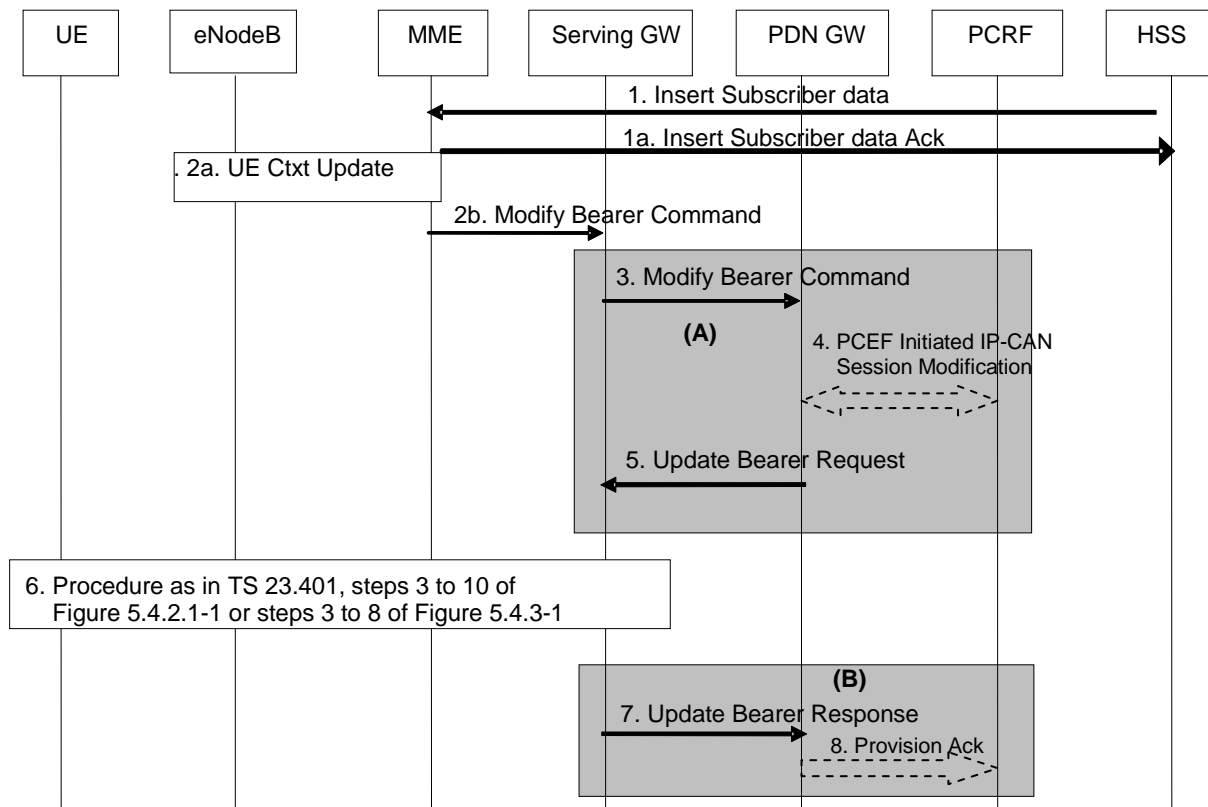 UE eNodeB MME Serving GW PDN GW PCRF HSS
1. Insert Subscriber data
1a. Insert Subscriber data Ack
. 2a. UE Ctxt Update
2b. Modify Bearer Command
3. Modify Bearer Command
(A)
4. PCEF Initiated IP-CAN
Session Modification
5. Update Bearer Request
6. Procedure as in TS 23.401, steps 3 to 10 of
Figure 5.4.2.1-1 or steps 3 to 8 of Figure 5.4.3-1
(B)
7. Update Bearer Response
8. Provision Ack